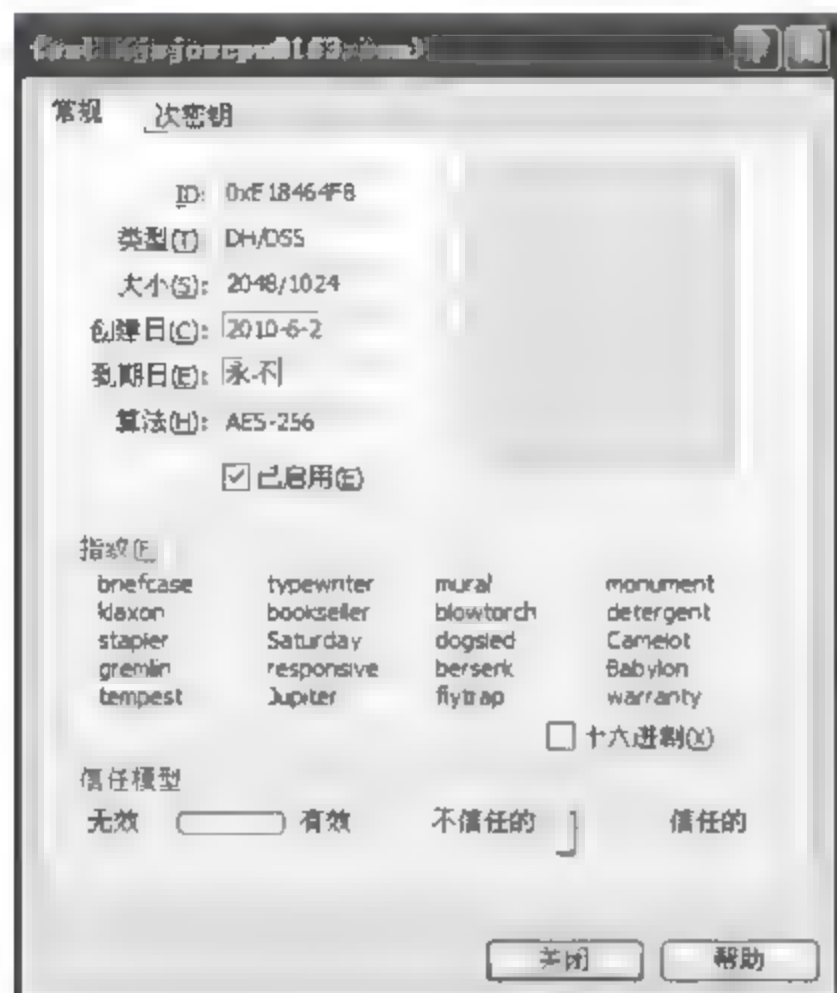 常规 次密钥
ID: 0xE18464F8
类型(T) DH/DSS
大小(S): 2048/1024
创建日(C): 2010-6-2
到期日(E): 永不
算法(H): AES-256
已启用(E)
指纹(F)
briefcase typewriter mural monument
klaxon bookseller blowtorch detergent
stapler Saturday dogsled Camelot
gremlin responsive berserk Babylon
tempest Jupiter flytrap warranty
十六进制(X)
信任模型
无效 有效 不信任的 信任的
关闭 帮助